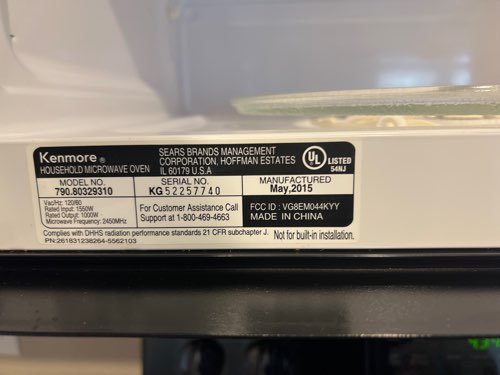 Kenmore ®
HOUSEHOLD MICROWAVE OVEN
SEARS BRANDS MANAGEMENT
CORPORATION, HOFFMAN ESTATES
IL 60179 U.S.A
UL LISTED
54NJ
MODEL NO.
790.80329310
SERIAL NO.
KG 52257740
MANUFACTURED
May,2015
Vac/Hz: 120/60
Rated Input: 1550W
Rated Output: 1000W
Microwave Frequency: 2450MHz
For Customer Assistance Call
Support at 1-800-469-4663
FCC ID : VG8EM044KYY
MADE IN CHINA
Complies with DHHS radiation performance standards 21 CFR subchapter J.
Not for built-in installation.
PN:261831238264-5562103